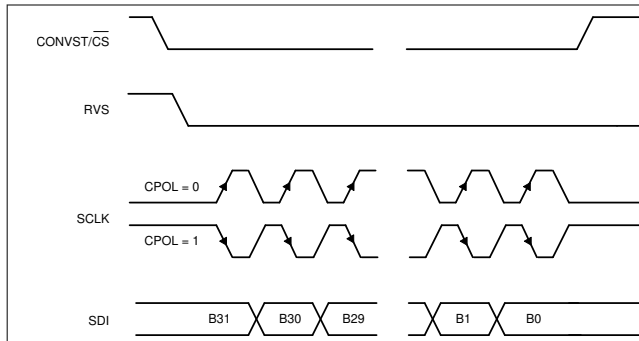 CONVST/CS
RVS
CPOL = 0
SCLK
CPOL = 1
SDI
B31
B30
B29
B1
B0